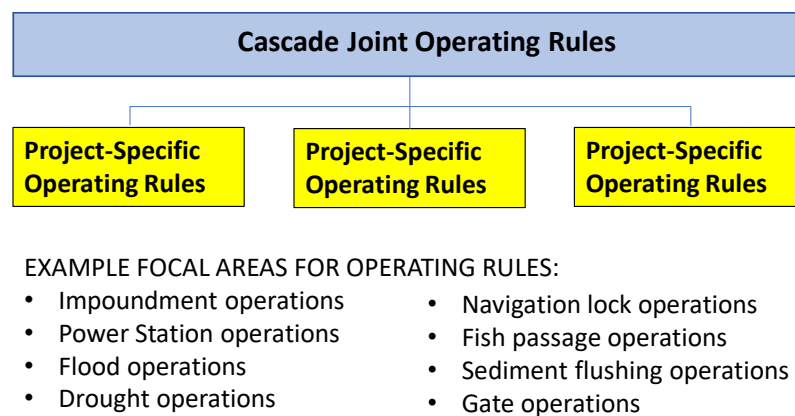 Cascade Joint Operating Rules
Project-Specific
Operating Rules
Project-Specific
Operating Rules
Project-Specific
Operating Rules
EXAMPLE FOCAL AREAS FOR OPERATING RULES:
• Impoundment operations
• Power Station operations
• Flood operations
• Drought operations
• Navigation lock operations
• Fish passage operations
• Sediment flushing operations
• Gate operations